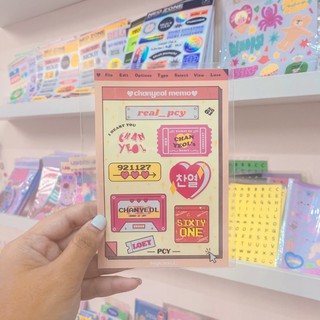 File Edit Options Type Select View Love
chanyeol memo
real_pcy
I HEART YOU
CHAN
YEOL
CHAN
YEOL's
921127
찬열
CHANYEOL
SIXTY
ONE
LOEY
PCY